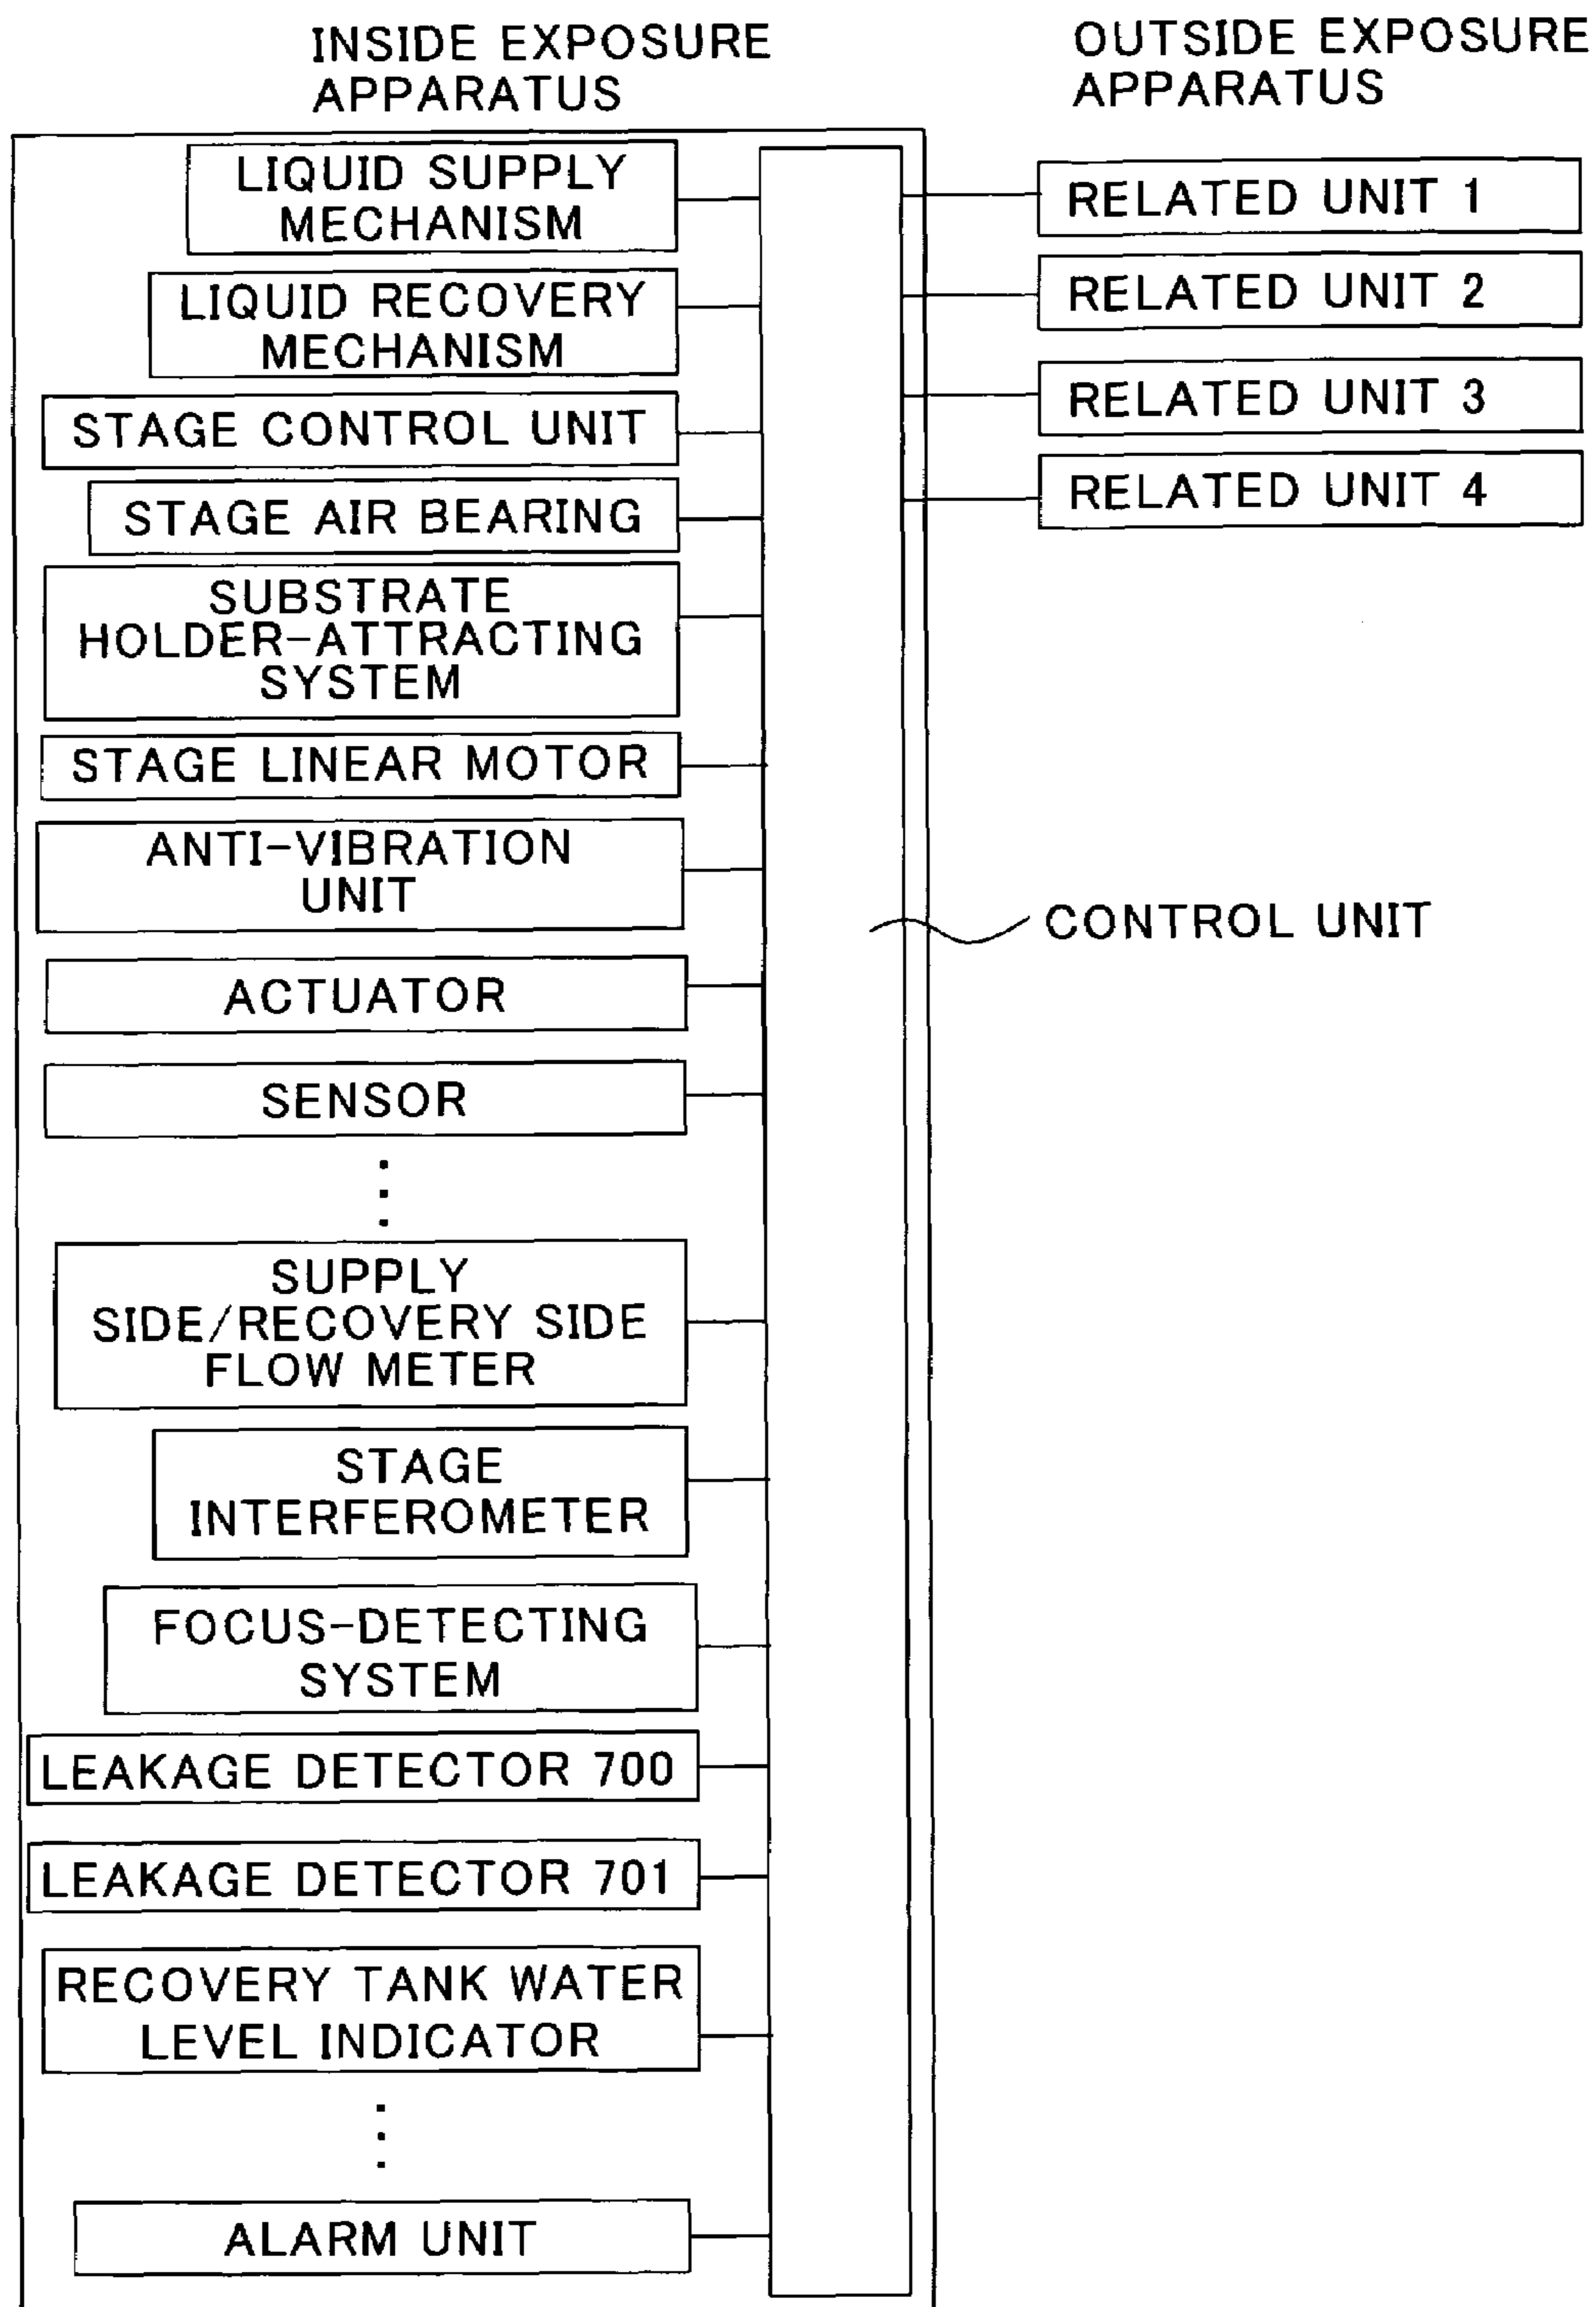 INSIDE EXPOSURE
APPARATUS
OUTSIDE EXPOSURE
APPARATUS
LIQUID SUPPLY
MECHANISM
LIQUID RECOVERY
MECHANISM
STAGE CONTROL UNIT
STAGE AIR BEARING
SUBSTRATE
HOLDER-ATTRACTING
SYSTEM
STAGE LINEAR MOTOR
ANTI-VIBRATION
UNIT
ACTUATOR
SENSOR
SUPPLY
SIDE/RECOVERY SIDE
FLOW METER
STAGE
INTERFEROMETER
FOCUS-DETECTING
SYSTEM
LEAKAGE DETECTOR 700
LEAKAGE DETECTOR 701
RECOVERY TANK WATER
LEVEL INDICATOR
ALARM UNIT
RELATED UNIT 1
RELATED UNIT 2
RELATED UNIT 3
RELATED UNIT 4
CONTROL UNIT